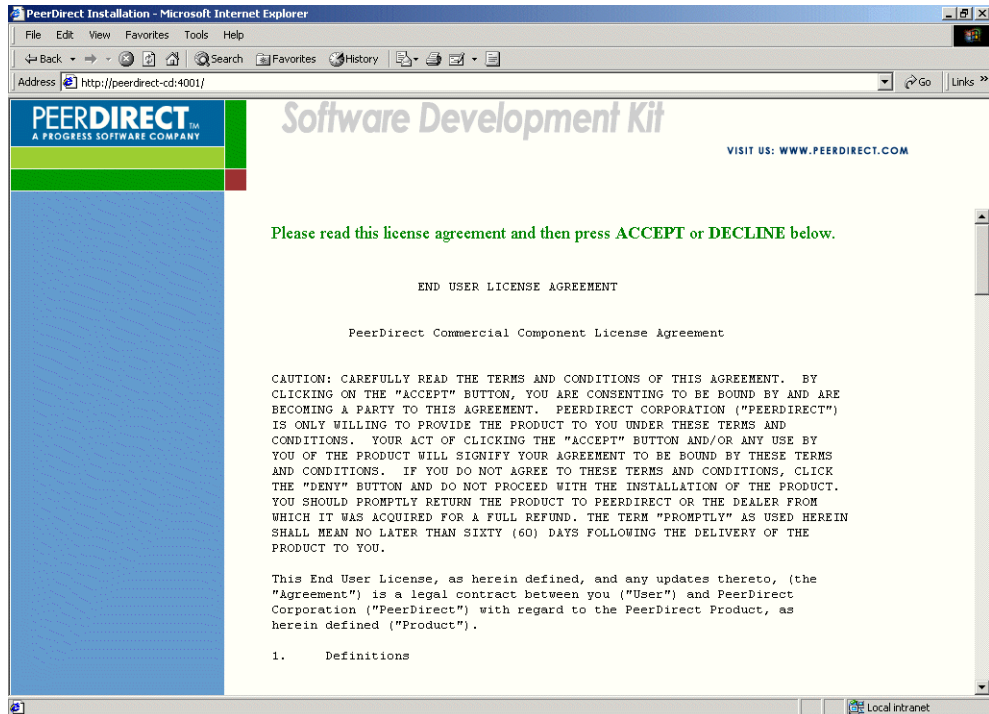 PeerDirect Installation - Microsoft Internet Explorer
File Edit View Favorites Tools Help
Back Search Favorites History
Address http://peerdirect-cd:4001/ Go Links »
PEERDIRECT TM
A PROGRESS SOFTWARE COMPANY
Software Development Kit
VISIT US: WWW.PEERDIRECT.COM
Please read this license agreement and then press ACCEPT or DECLINE below.
END USER LICENSE AGREEMENT
PeerDirect Commercial Component License Agreement
CAUTION: CAREFULLY READ THE TERMS AND CONDITIONS OF THIS AGREEMENT. BY
CLICKING ON THE "ACCEPT" BUTTON, YOU ARE CONSENTING TO BE BOUND BY AND ARE
BECOMING A PARTY TO THIS AGREEMENT. PEERDIRECT CORPORATION ("PEERDIRECT")
IS ONLY WILLING TO PROVIDE THE PRODUCT TO YOU UNDER THESE TERMS AND
CONDITIONS. YOUR ACT OF CLICKING THE "ACCEPT" BUTTON AND/OR ANY USE BY
YOU OF THE PRODUCT WILL SIGNIFY YOUR AGREEMENT TO BE BOUND BY THESE TERMS
AND CONDITIONS. IF YOU DO NOT AGREE TO THESE TERMS AND CONDITIONS, CLICK
THE "DENY" BUTTON AND DO NOT PROCEED WITH THE INSTALLATION OF THE PRODUCT.
YOU SHOULD PROMPTLY RETURN THE PRODUCT TO PEERDIRECT OR THE DEALER FROM
WHICH IT WAS ACQUIRED FOR A FULL REFUND. THE TERM "PROMPTLY" AS USED HEREIN
SHALL MEAN NO LATER THAN SIXTY (60) DAYS FOLLOWING THE DELIVERY OF THE
PRODUCT TO YOU.
This End User License, as herein defined, and any updates thereto, (the
"Agreement") is a legal contract between you ("User") and PeerDirect
Corporation ("PeerDirect") with regard to the PeerDirect Product, as
herein defined ("Product").
1. Definitions
Local intranet